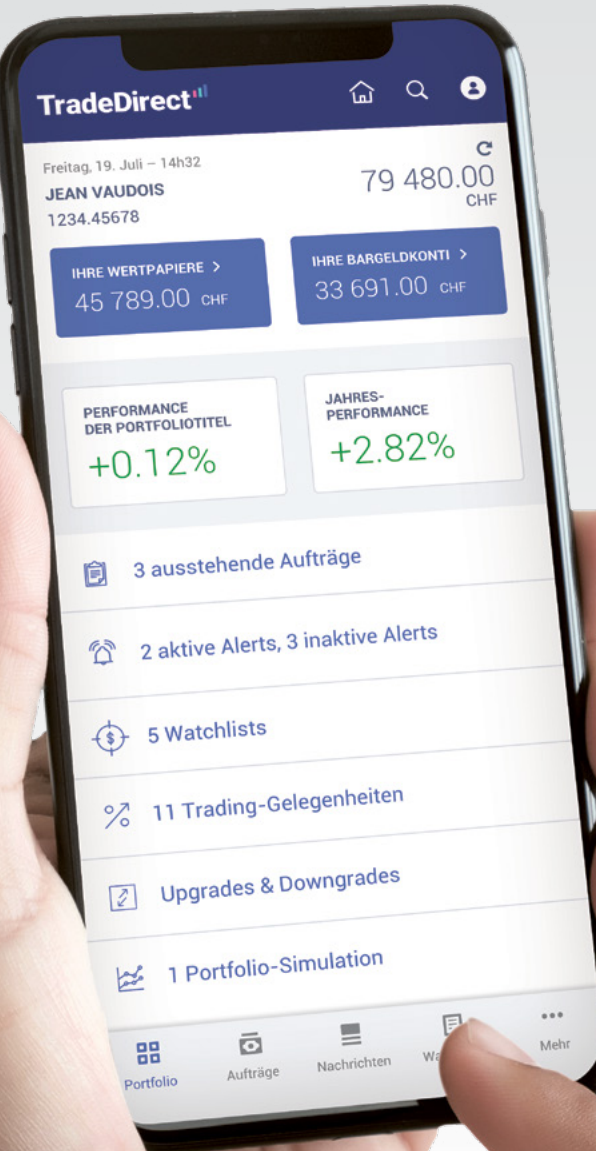 TradeDirect
Freitag, 19. Juli – 14h32
JEAN VAUDOIS
1234.45678
79 480.00
CHF
IHRE WERTPAPIERE >
45 789.00 CHF
IHRE BARGELDKONTI >
33 691.00 CHF
PERFORMANCE
DER PORTFOLIOTITEL
+0.12%
JAHRES-
PERFORMANCE
+2.82%
3 ausstehende Aufträge
2 aktive Alerts, 3 inaktive Alerts
5 Watchlists
11 Trading-Gelegenheiten
Upgrades & Downgrades
1 Portfolio-Simulation
Portfolio
Aufträge
Nachrichten
Mehr